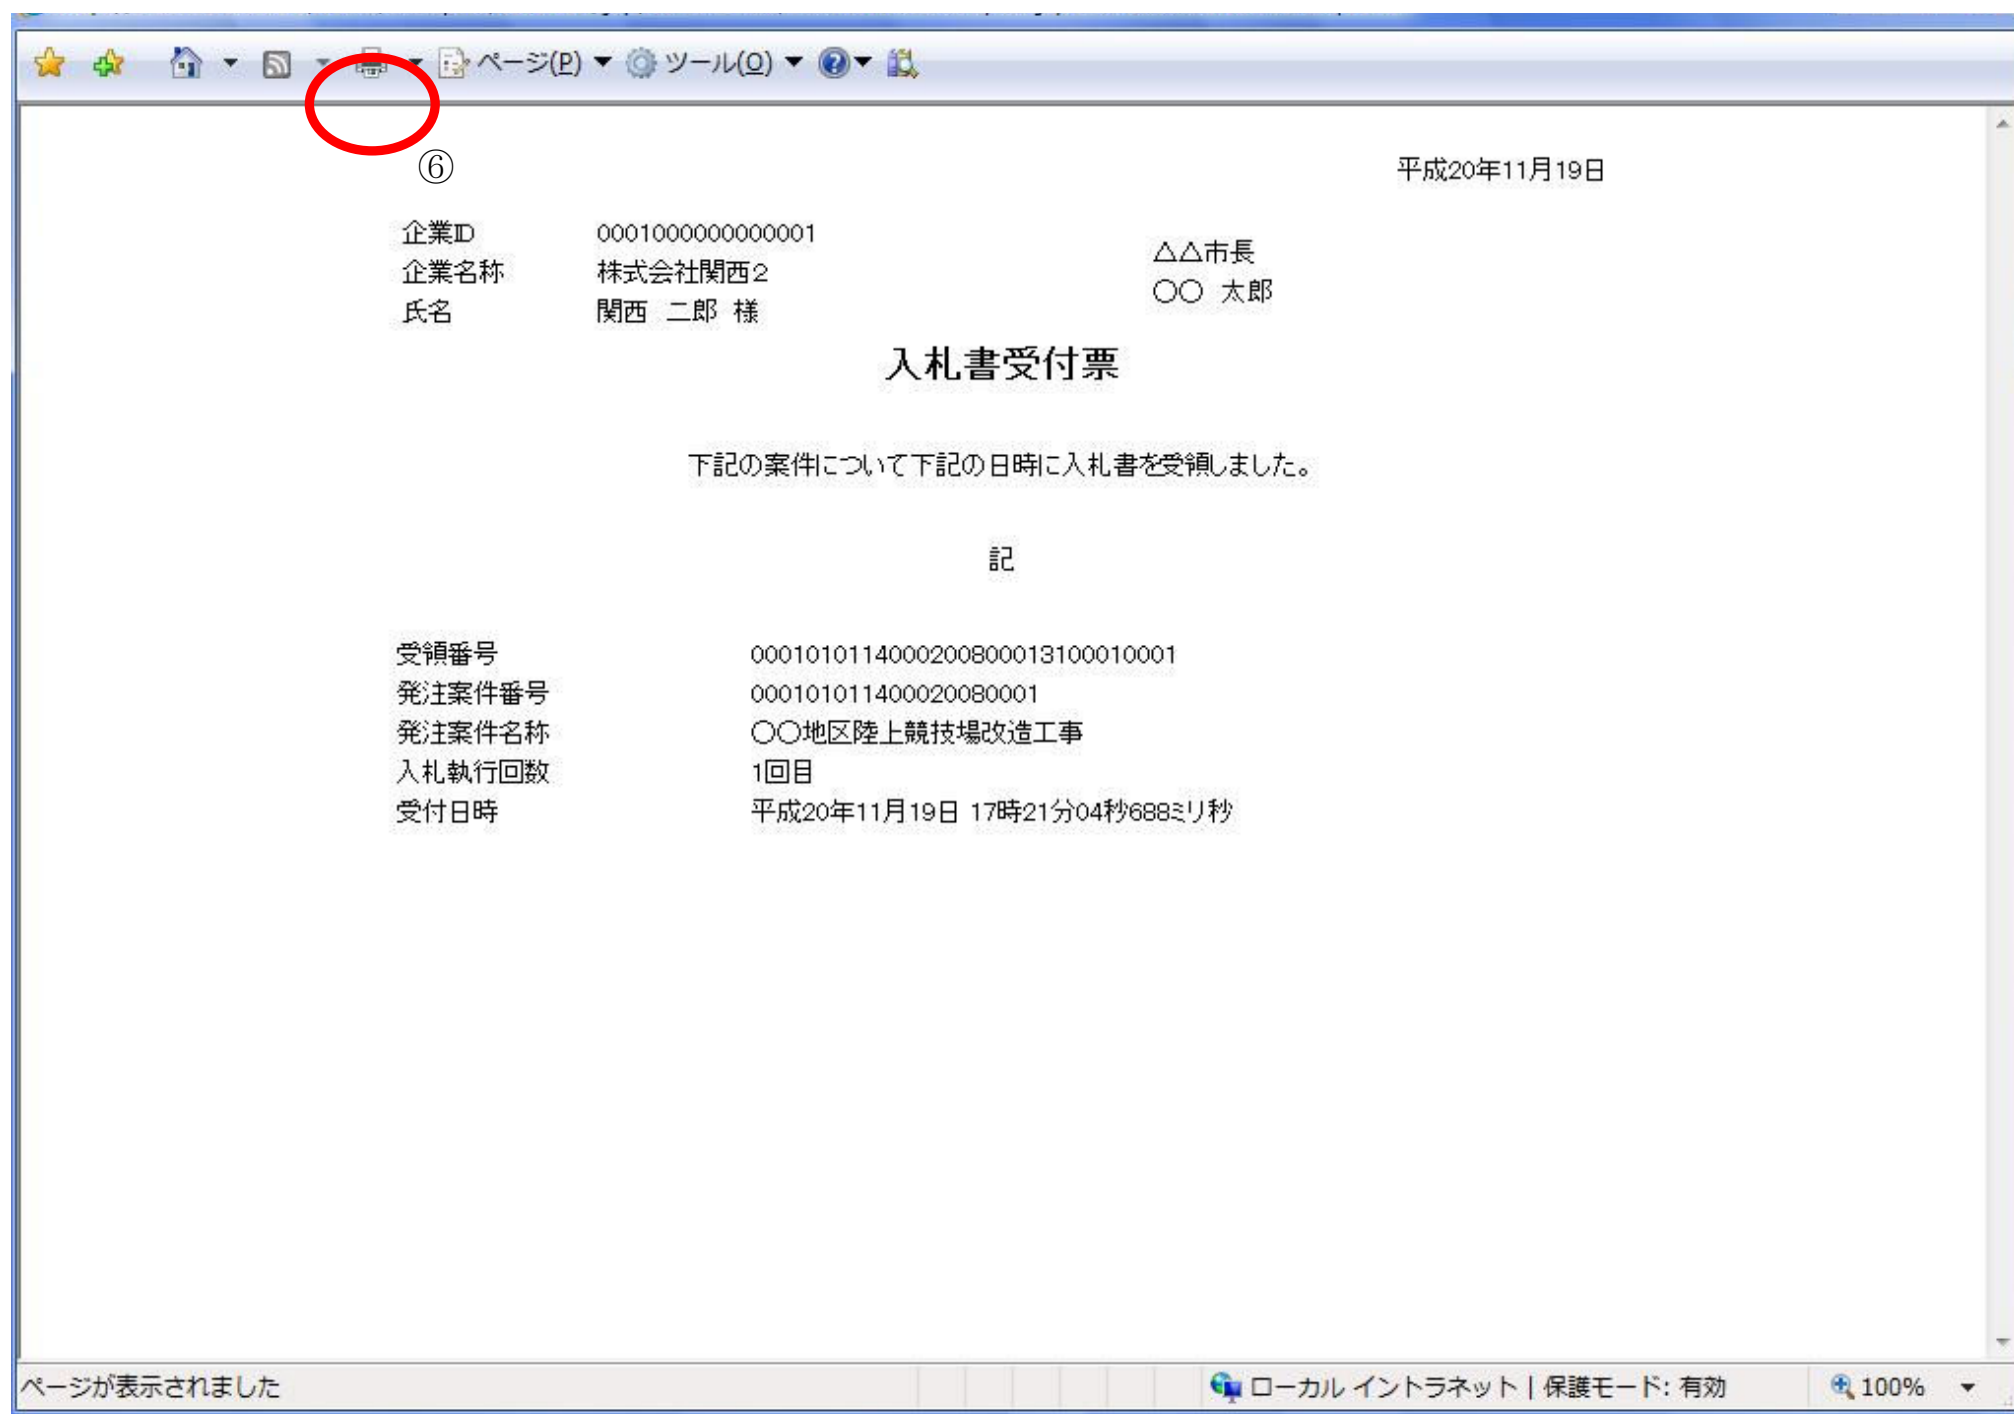 ページ(P) ツール(O)
⑥
平成20年11月19日
企業ID 0001000000000001
△△市長
企業名称 株式会社関西２
〇〇 太郎
氏名 関西 二郎 様
入札書受付票
下記の案件について下記の日時に入札書を受領しました。
記
受領番号 0001010114000200800013100010001
発注案件番号 000101011400020080001
発注案件名称 〇〇地区陸上競技場改造工事
入札執行回数 1回目
受付日時 平成20年11月19日 17時21分04秒688ミリ秒
ページが表示されました ローカル イントラネット | 保護モード: 有効 100%